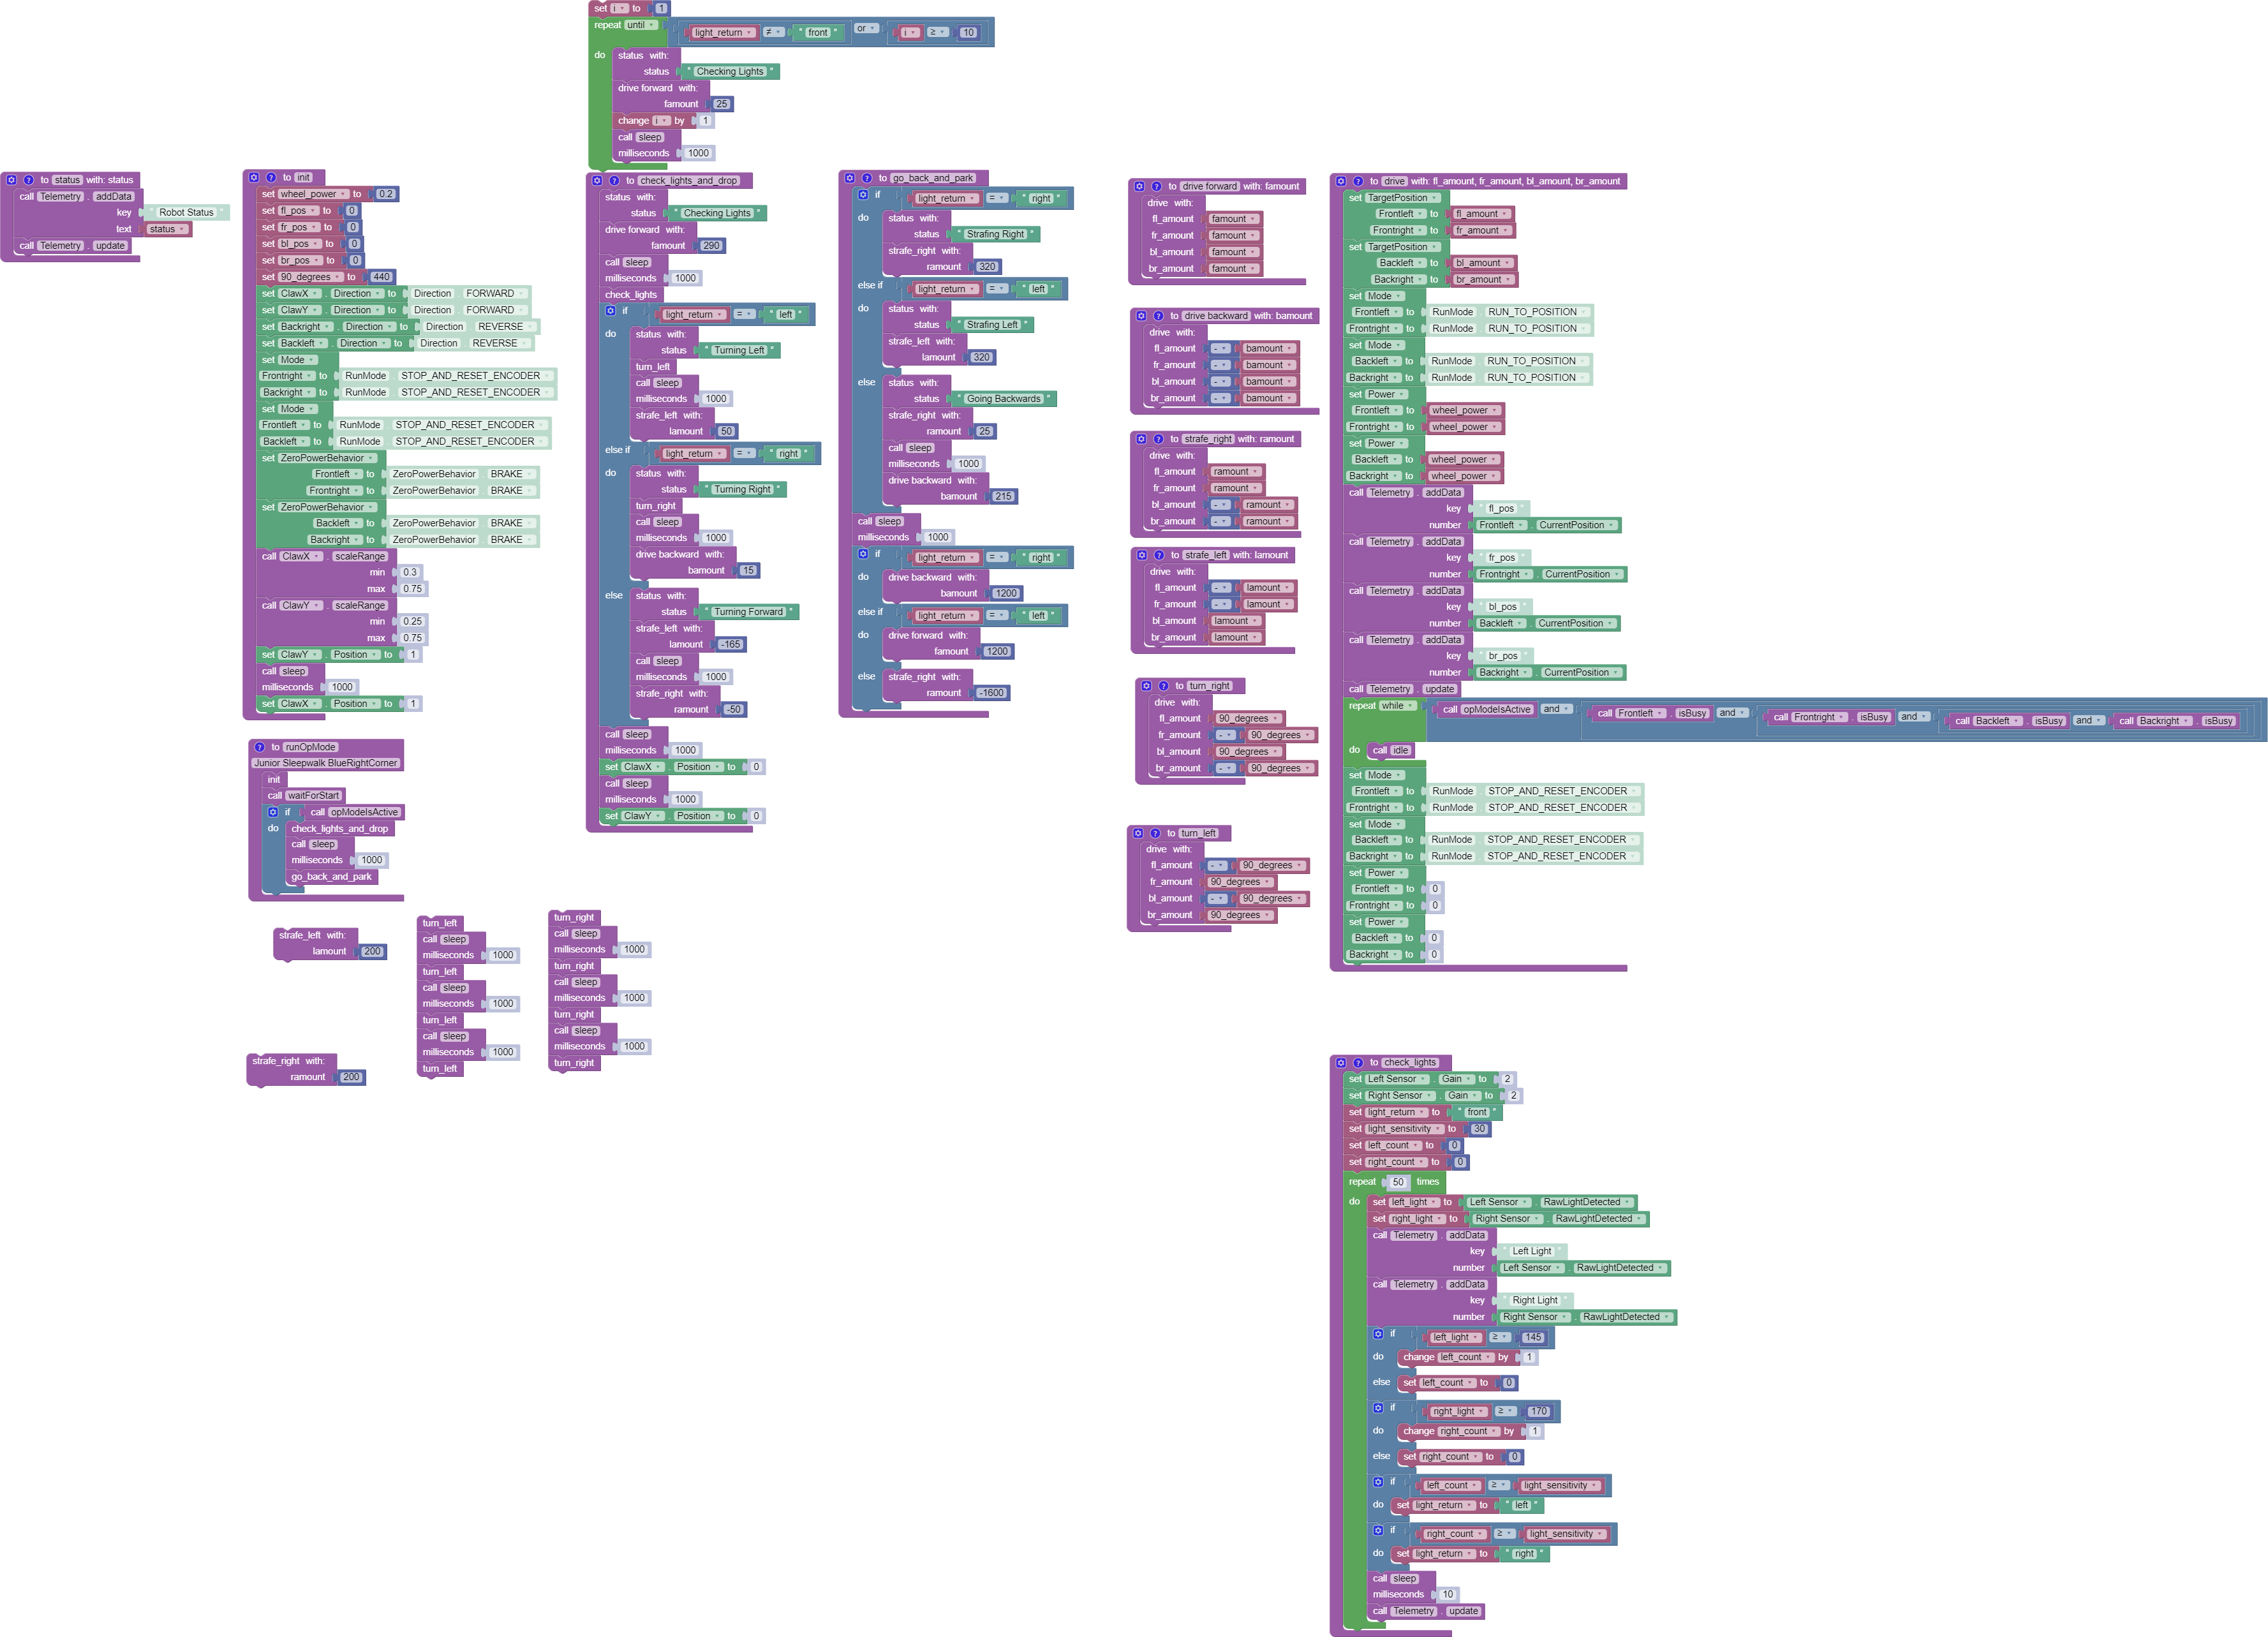 set i to 1
repeat until light_return ≠ " front " or i ≥ 10
do status with:
status " Checking Lights "
drive forward with:
famount 25
change i by 1
call sleep
milliseconds 1000
to status with: status
call Telemetry . addData
key " Robot Status "
text status
call Telemetry . update
to init
set wheel_power to 0.2
set fl_pos to 0
set fr_pos to 0
set bl_pos to 0
set br_pos to 0
set 90_degrees to 440
set ClawX . Direction to Direction . FORWARD
set ClawY . Direction to Direction . FORWARD
set Backright . Direction to Direction . REVERSE
set Backleft . Direction to Direction . REVERSE
set Mode
Frontright to RunMode . STOP_AND_RESET_ENCODER
Backright to RunMode . STOP_AND_RESET_ENCODER
set Mode
Frontleft to RunMode . STOP_AND_RESET_ENCODER
Backleft to RunMode . STOP_AND_RESET_ENCODER
set ZeroPowerBehavior
Frontleft to ZeroPowerBehavior . BRAKE
Frontright to ZeroPowerBehavior . BRAKE
set ZeroPowerBehavior
Backleft to ZeroPowerBehavior . BRAKE
Backright to ZeroPowerBehavior . BRAKE
call ClawX . scaleRange
min 0.3
max 0.75
call ClawY . scaleRange
min 0.25
max 0.75
set ClawY . Position to 1
call sleep
milliseconds 1000
set ClawX . Position to 1
to runOpMode
Junior Sleepwalk BlueRightCorner
init
call waitForStart
if call opModeIsActive
do check_lights_and_drop
call sleep
milliseconds 1000
go_back_and_park
strafe_left with:
lamount 200
strafe_right with:
ramount 200
turn_left
call sleep
milliseconds 1000
turn_left
call sleep
milliseconds 1000
turn_left
call sleep
milliseconds 1000
turn_left
turn_right
call sleep
milliseconds 1000
turn_right
call sleep
milliseconds 1000
turn_right
call sleep
milliseconds 1000
turn_right
to check_lights_and_drop
status with:
status " Checking Lights "
drive forward with:
famount 290
call sleep
milliseconds 1000
check_lights
if light_return = " left "
do status with:
status " Turning Left "
turn_left
call sleep
milliseconds 1000
strafe_left with:
lamount 50
else if light_return = " right "
do status with:
status " Turning Right "
turn_right
call sleep
milliseconds 1000
drive backward with:
bamount 15
else status with:
status " Turning Forward "
strafe_left with:
lamount -165
call sleep
milliseconds 1000
strafe_right with:
ramount -50
call sleep
milliseconds 1000
set ClawX . Position to 0
call sleep
milliseconds 1000
set ClawY . Position to 0
to go_back_and_park
if light_return = " right "
do status with:
status " Strafing Right "
strafe_right with:
ramount 320
else if light_return = " left "
do status with:
status " Strafing Left "
strafe_left with:
lamount 320
else status with:
status " Going Backwards "
strafe_right with:
ramount 25
call sleep
milliseconds 1000
drive backward with:
bamount 215
call sleep
milliseconds 1000
if light_return = " right "
do drive backward with:
bamount 1200
else if light_return = " left "
do drive forward with:
famount 1200
else strafe_right with:
ramount -1600
to drive forward with: famount
drive with:
fl_amount famount
fr_amount famount
bl_amount famount
br_amount famount
to drive backward with: bamount
drive with:
fl_amount - bamount
fr_amount - bamount
bl_amount - bamount
br_amount - bamount
to strafe_right with: ramount
drive with:
fl_amount ramount
fr_amount ramount
bl_amount - ramount
br_amount - ramount
to strafe_left with: lamount
drive with:
fl_amount - lamount
fr_amount - lamount
bl_amount lamount
br_amount lamount
to turn_right
drive with:
fl_amount 90_degrees
fr_amount - 90_degrees
bl_amount 90_degrees
br_amount - 90_degrees
to turn_left
drive with:
fl_amount - 90_degrees
fr_amount 90_degrees
bl_amount - 90_degrees
br_amount 90_degrees
to drive with: fl_amount, fr_amount, bl_amount, br_amount
set TargetPosition
Frontleft to fl_amount
Frontright to fr_amount
set TargetPosition
Backleft to bl_amount
Backright to br_amount
set Mode
Frontleft to RunMode . RUN_TO_POSITION
Frontright to RunMode . RUN_TO_POSITION
set Mode
Backleft to RunMode . RUN_TO_POSITION
Backright to RunMode . RUN_TO_POSITION
set Power
Frontleft to wheel_power
Frontright to wheel_power
set Power
Backleft to wheel_power
Backright to wheel_power
call Telemetry . addData
key " fl_pos "
number Frontleft . CurrentPosition
call Telemetry . addData
key " fr_pos "
number Frontright . CurrentPosition
call Telemetry . addData
key " bl_pos "
number Backleft . CurrentPosition
call Telemetry . addData
key " br_pos "
number Backright . CurrentPosition
call Telemetry . update
repeat while call opModeIsActive and call Frontleft . isBusy and call Frontright . isBusy and call Backleft . isBusy and call Backright . isBusy
do call idle
set Mode
Frontleft to RunMode . STOP_AND_RESET_ENCODER
Frontright to RunMode . STOP_AND_RESET_ENCODER
set Mode
Backleft to RunMode . STOP_AND_RESET_ENCODER
Backright to RunMode . STOP_AND_RESET_ENCODER
set Power
Frontleft to 0
Frontright to 0
set Power
Backleft to 0
Backright to 0
to check_lights
set Left Sensor . Gain to 2
set Right Sensor . Gain to 2
set light_return to " front "
set light_sensitivity to 30
set left_count to 0
set right_count to 0
repeat 50 times
do set left_light to Left Sensor . RawLightDetected
set right_light to Right Sensor . RawLightDetected
call Telemetry . addData
key " Left Light "
number Left Sensor . RawLightDetected
call Telemetry . addData
key " Right Light "
number Right Sensor . RawLightDetected
if left_light ≥ 145
do change left_count by 1
else set left_count to 0
if right_light ≥ 170
do change right_count by 1
else set right_count to 0
if left_count ≥ light_sensitivity
do set light_return to " left "
if right_count ≥ light_sensitivity
do set light_return to " right "
call sleep
milliseconds 10
call Telemetry . update